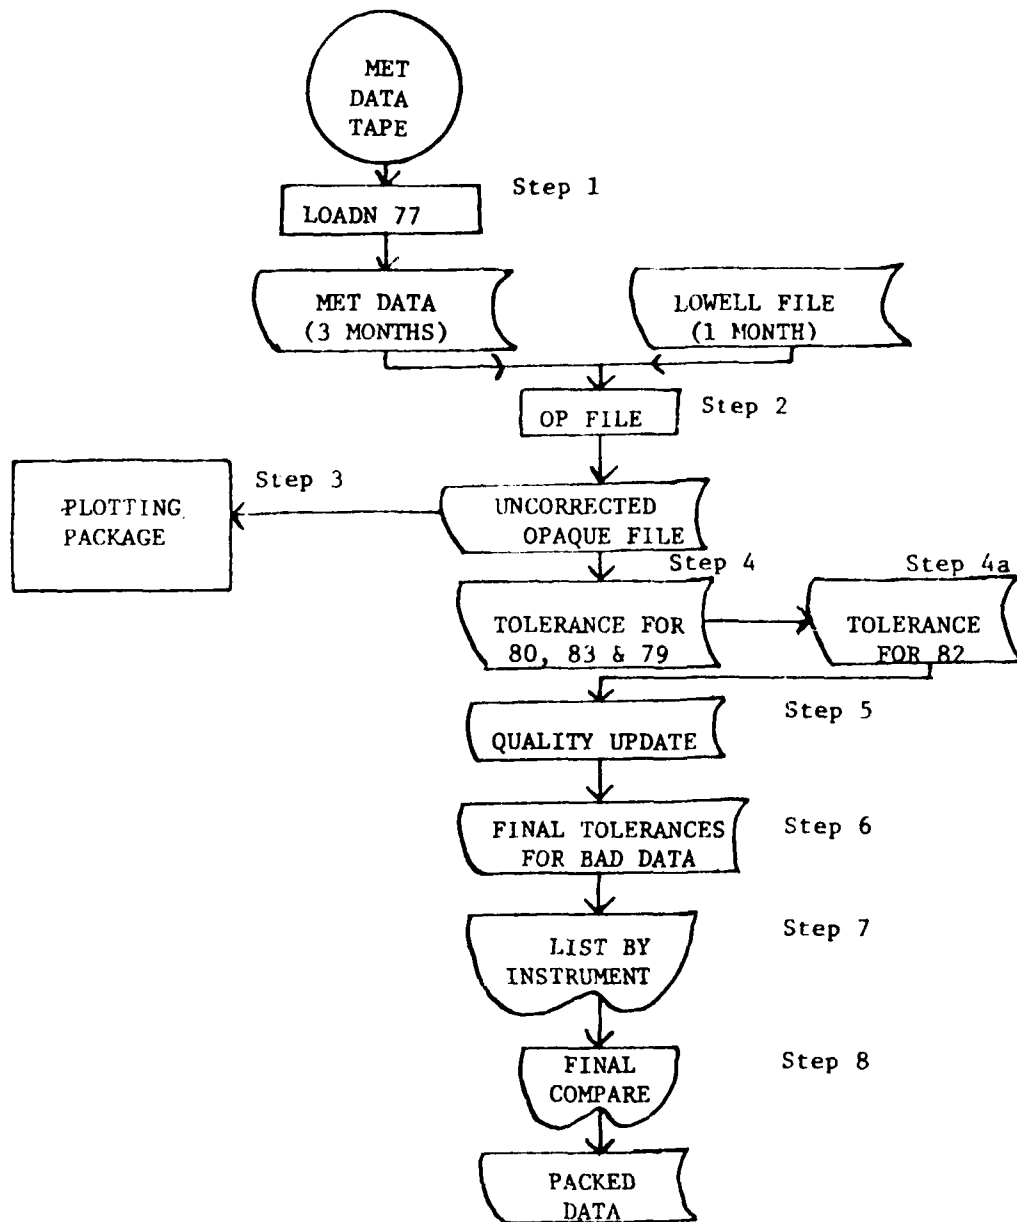 MET
DATA
TAPE
Step 1
LOADN 77
MET DATA
(3 MONTHS)
LOWELL FILE
(1 MONTH)
OP FILE
Step 2
Step 3
PLOTTING
PACKAGE
UNCORRECTED
OPAQUE FILE
Step 4
Step 4a
TOLERANCE FOR
80, 83 & 79
TOLERANCE
FOR 82
Step 5
QUALITY UPDATE
FINAL TOLERANCES
FOR BAD DATA
Step 6
LIST BY
INSTRUMENT
Step 7
FINAL
COMPARE
Step 8
PACKED
DATA